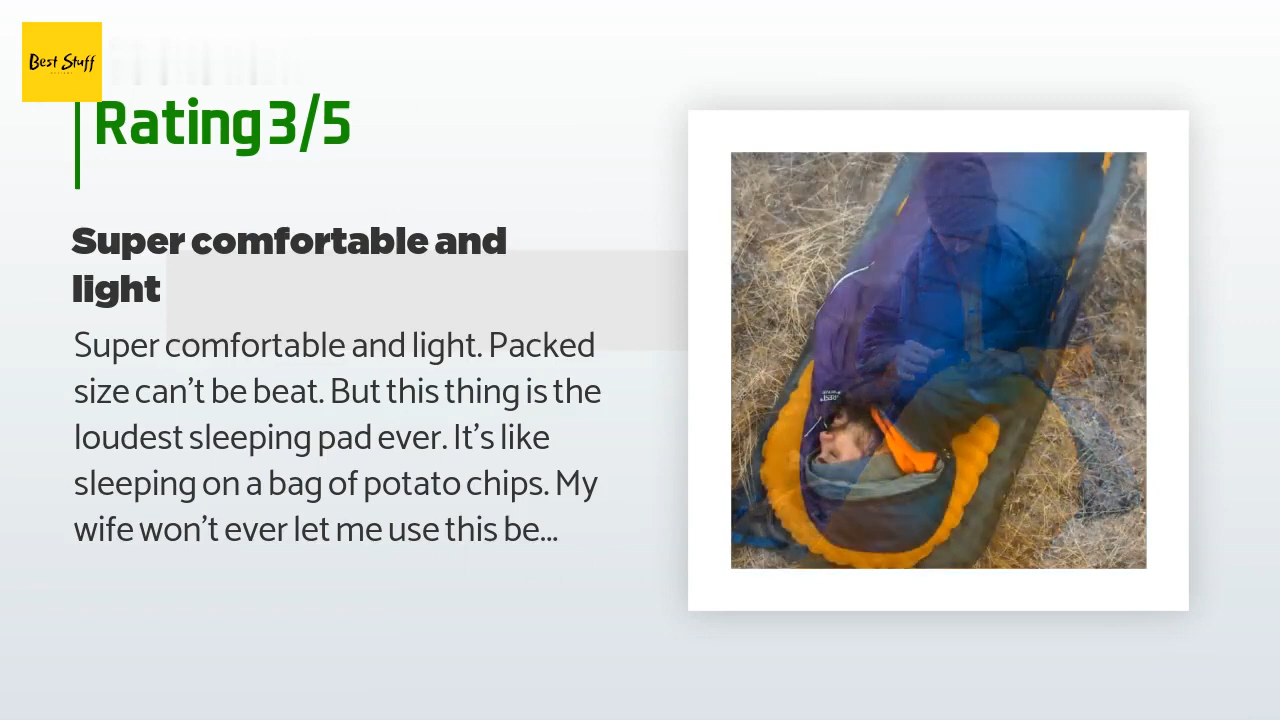 Best Stuff
Rating 3/5
Super comfortable and
light
Super comfortable and light. Packed
size can't be beat. But this thing is the
loudest sleeping pad ever. It's like
sleeping on a bag of potato chips. My
wife won't ever let me use this be...